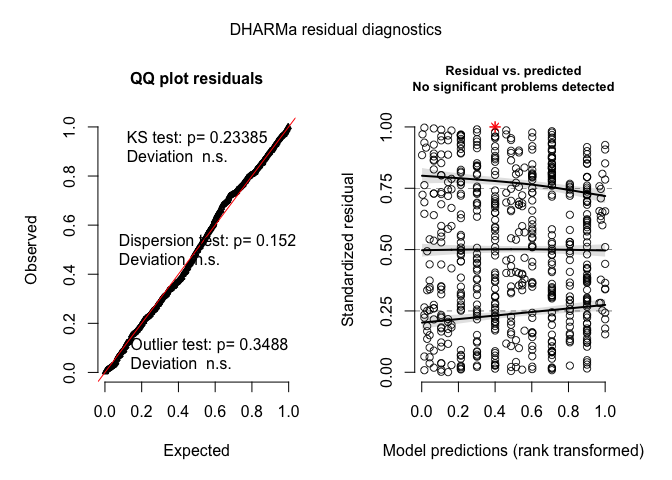 DHARMa residual diagnostics
QQ plot residuals
KS test: p= 0.23385
Deviation n.s.
Dispersion test: p= 0.152
Deviation n.s.
Outlier test: p= 0.3488
Deviation n.s.
Observed
0.0 0.2 0.4 0.6 0.8 1.0
0.0 0.2 0.4 0.6 0.8 1.0
Expected
Residual vs. predicted
No significant problems detected
Standardized residual
0.00 0.25 0.50 0.75 1.00
0.0 0.2 0.4 0.6 0.8 1.0
Model predictions (rank transformed)